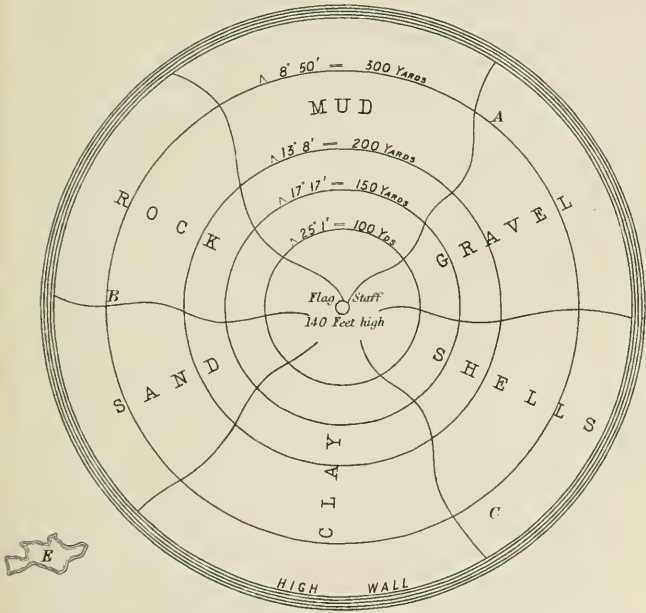 ∧ 8° 50' = 300 YARDS
MUD
A
∧ 13° 8' = 200 YARDS
∧ 17° 17' = 150 YARDS
∧ 25° 1' = 100 YDS
ROCK
GRAVEL
B
Flag Staff
140 Feet high
SAND
SHELLS
CLAY
C
E
HIGH WALL